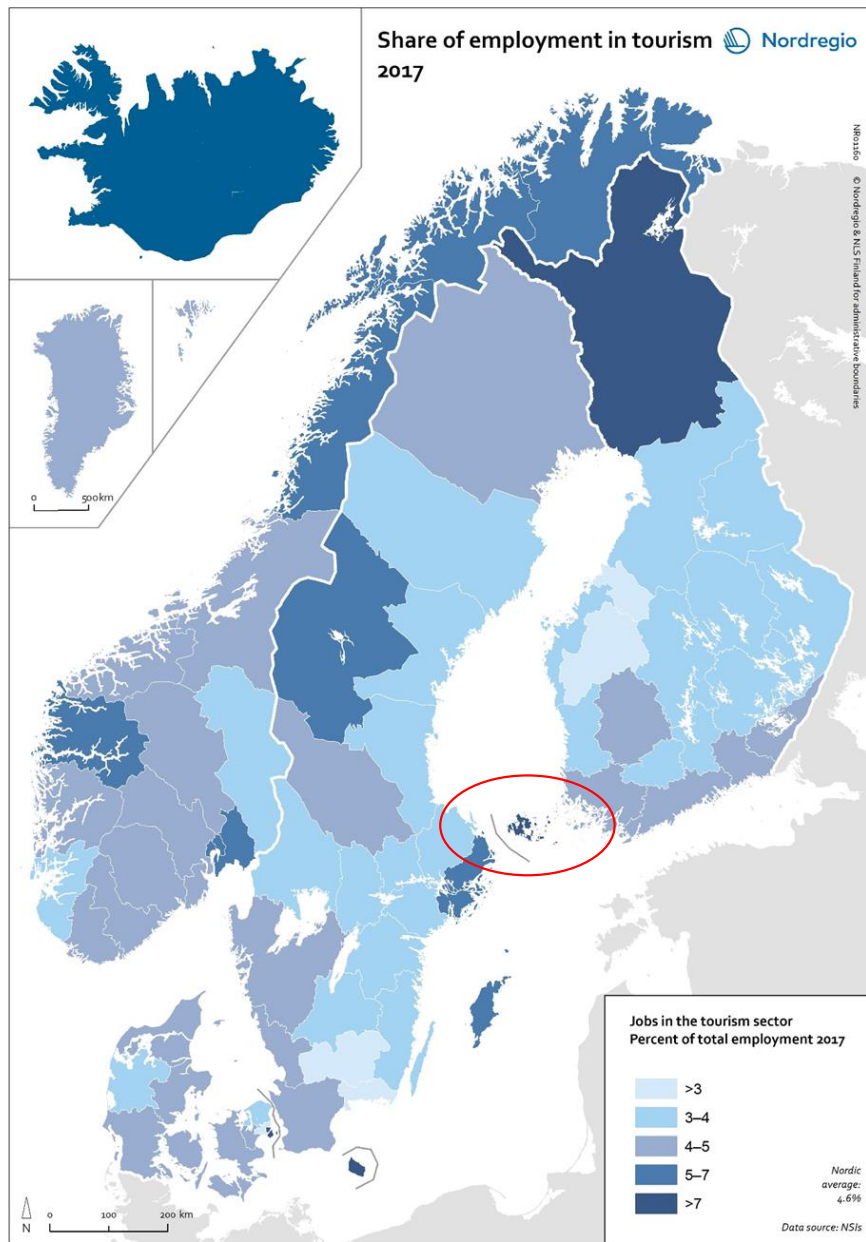 Share of employment in tourism
2017
Nordregio
NR01160 © Nordregio & NLS Finland for administrative boundaries
0 500 km
Jobs in the tourism sector
Percent of total employment 2017
>3
3–4
4–5
5–7
>7
Nordic
average:
4.6%
Data source: NSIs
N
0 100 200 km